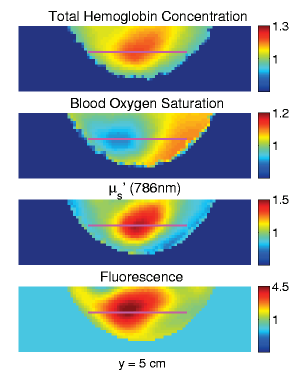 Total Hemoglobin Concentration
1.3
1
Blood Oxygen Saturation
1.2
1
μs' (786nm)
1.5
1
Fluorescence
4.5
1
y = 5 cm